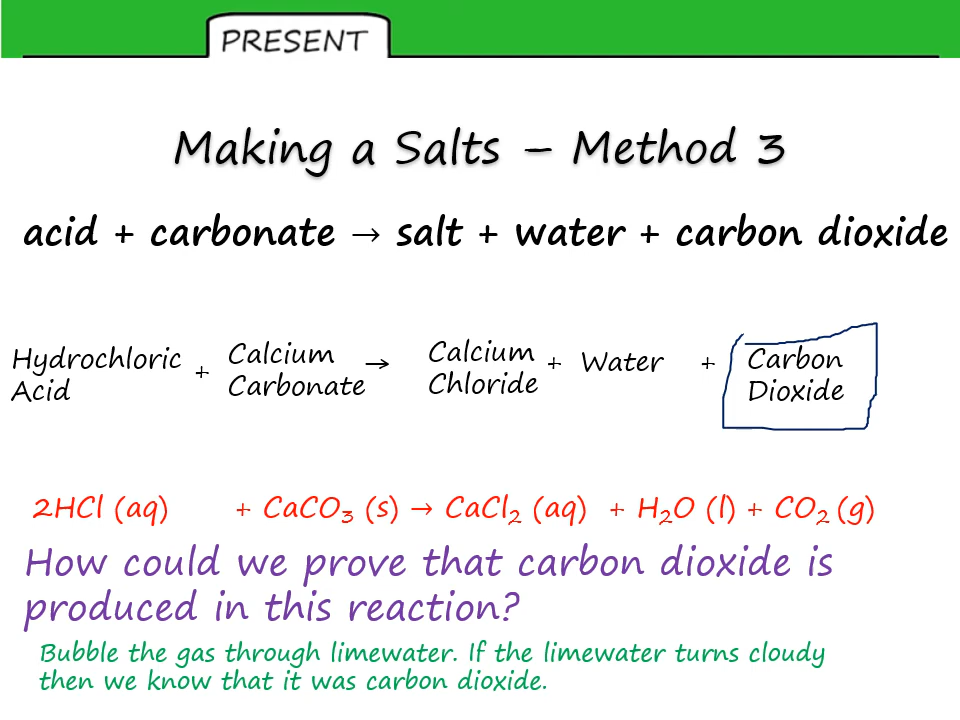 PRESENT
Making a Salts – Method 3
acid + carbonate → salt + water + carbon dioxide
Hydrochloric Acid + Calcium Carbonate → Calcium Chloride + Water + Carbon Dioxide
2HCl (aq) + CaCO₃ (s) → CaCl₂ (aq) + H₂O (l) + CO₂ (g)
How could we prove that carbon dioxide is
produced in this reaction?
Bubble the gas through limewater. If the limewater turns cloudy
then we know that it was carbon dioxide.